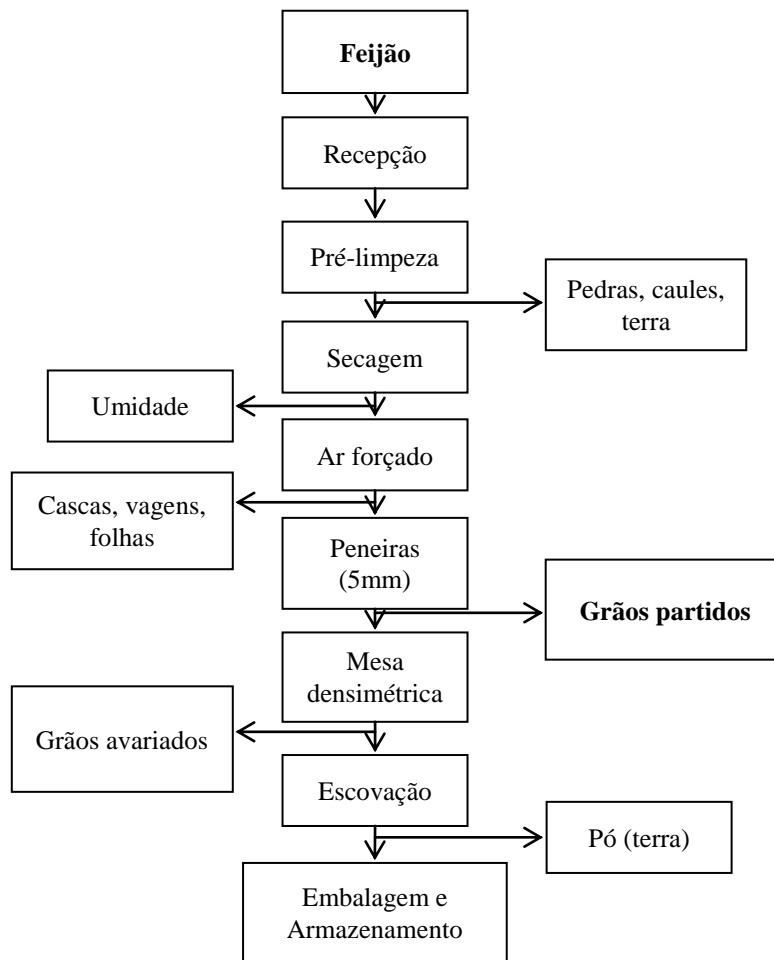 Feijão
Recepção
Pré-limpeza
Pedras, caules,
terra
Secagem
Umidade
Ar forçado
Cascas, vagens,
folhas
Peneiras
(5mm)
Grãos partidos
Mesa
densimétrica
Grãos avariados
Escovação
Pó (terra)
Embalagem e
Armazenamento